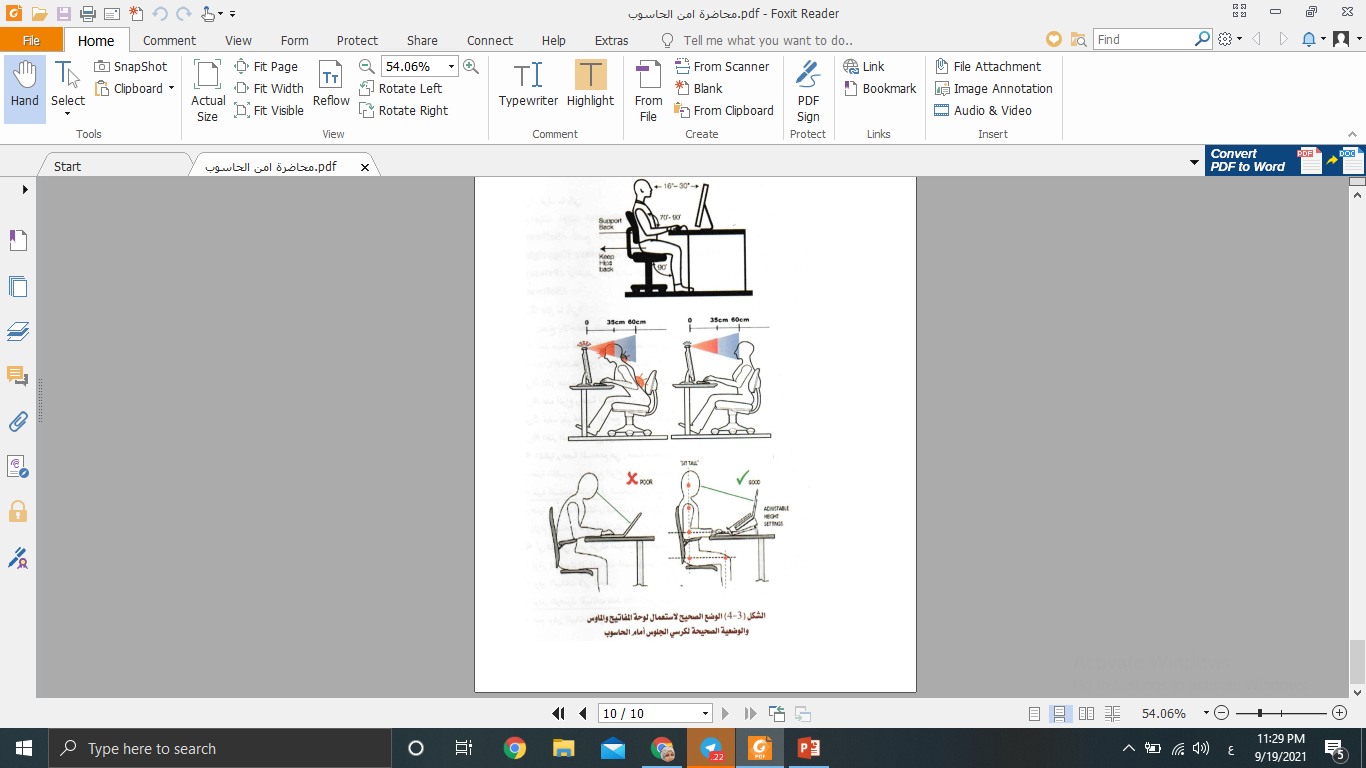 محاضرة امن الحاسوب.pdf - Foxit Reader
File Home Comment View Form Protect Share Connect Help Extras Tell me what you want to do.. Find
Hand
Select
SnapShot
Clipboard
Tools
Actual Size
Fit Page
Fit Width
Fit Visible
Reflow
54.06%
Rotate Left
Rotate Right
View
Typewriter
Highlight
Comment
From File
From Scanner
Blank
From Clipboard
Create
PDF Sign
Protect
Link
Bookmark
Links
File Attachment
Image Annotation
Audio & Video
Insert
Start
محاضرة امن الحاسوب.pdf
Convert
PDF to Word
PDF
DOC
16"- 30"
70°- 90°
Support
Back
Keep
Hips
back
90°
0 35cm 60cm
0 35cm 60cm
POOR
"SIT TALL"
GOOD
ADJUSTABLE
HEIGHT
SETTINGS
الشكل (3-4) الوضع الصحيح لاستعمال لوحة المفاتيح والماوس
والوضعية الصحيحة لكرسي الجلوس أمام الحاسوب
10 / 10
54.06%
Type here to search
22
PDF
ع
11:29 PM
9/19/2021
5